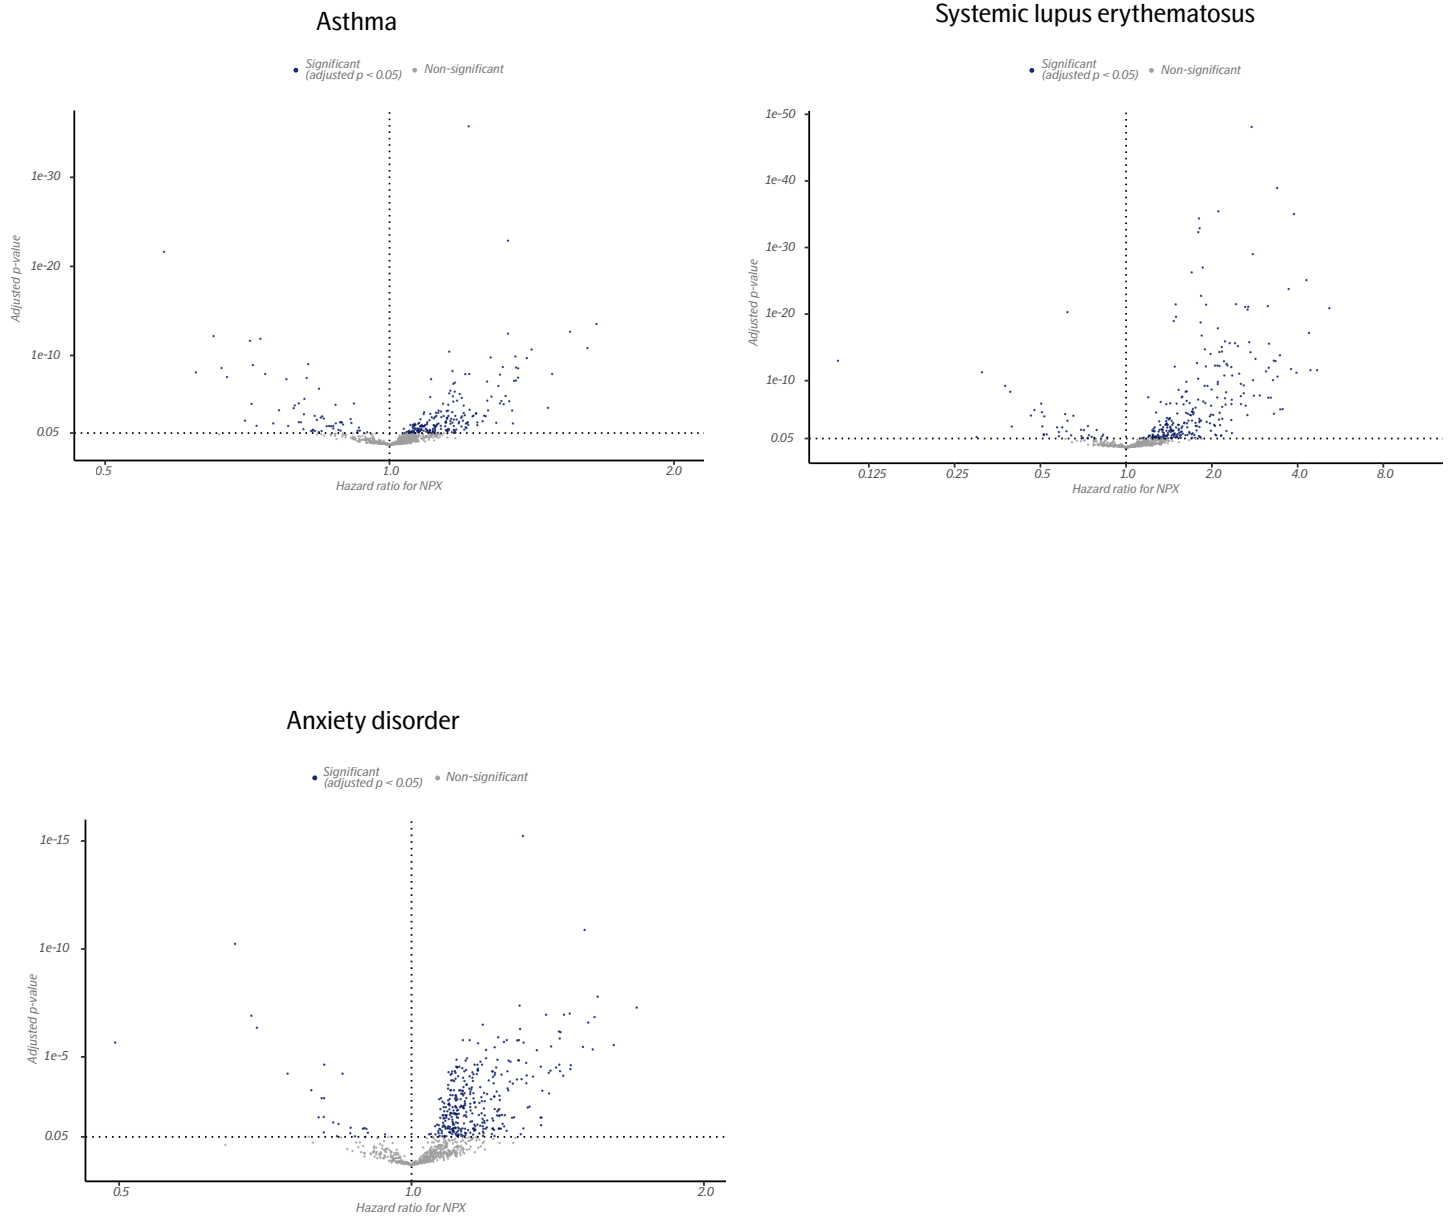 Asthma
Significant
(adjusted p < 0.05)
Non-significant
1e-30
1e-20
1e-10
0.05
Adjusted p-value
0.5
1.0
2.0
Hazard ratio for NPX
Systemic lupus erythematosus
Significant
(adjusted p < 0.05)
Non-significant
1e-50
1e-40
1e-30
1e-20
1e-10
0.05
Adjusted p-value
0.125
0.25
0.5
1.0
2.0
4.0
8.0
Hazard ratio for NPX
Anxiety disorder
Significant
(adjusted p < 0.05)
Non-significant
1e-15
1e-10
1e-5
0.05
Adjusted p-value
0.5
1.0
2.0
Hazard ratio for NPX